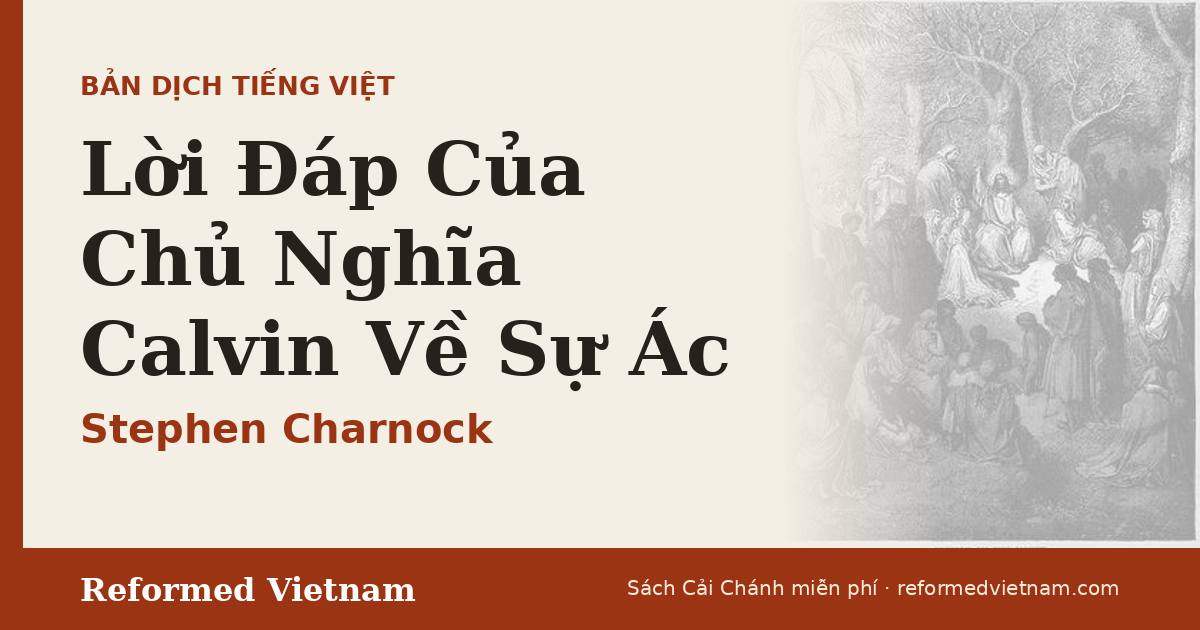 BẢN DỊCH TIẾNG VIỆT
Lời Đáp Của
Chủ Nghĩa
Calvin Về Sự Ác
Stephen Charnock
Reformed Vietnam
Sách Cải Chánh miễn phí · reformedvietnam.com